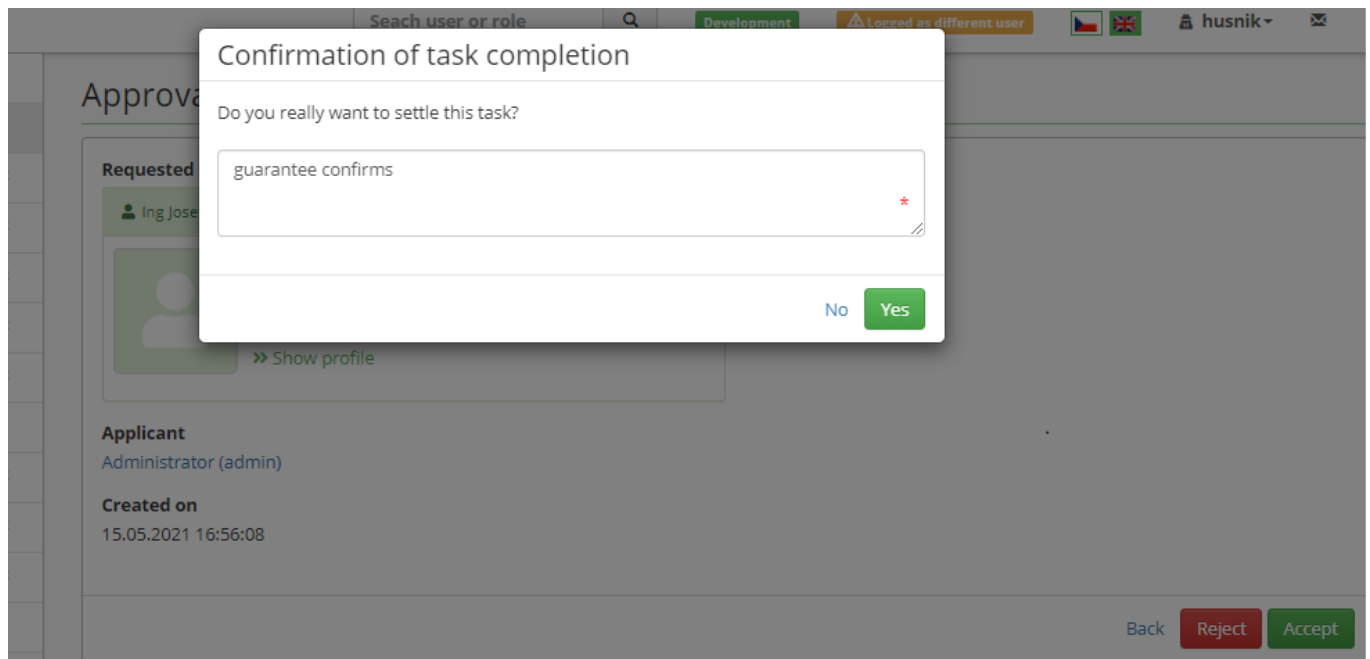 Seach user or role
Development
Logged as different user
husnik
Confirmation of task completion
Do you really want to settle this task?
guarantee confirms
*
No
Yes
Requested
Ing
Show profile
Applicant
Administrator (admin)
Created on
15.05.2021 16:56:08
Back
Reject
Accept